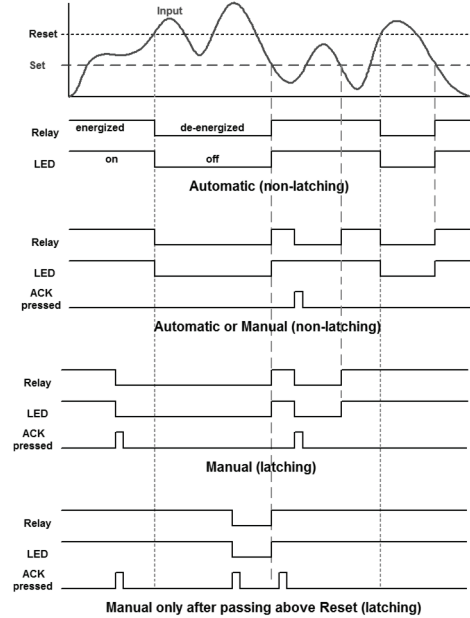 Input
Reset
Set
energized de-energized
Relay
on off
LED
Automatic (non-latching)
Relay
LED
ACK
pressed
Automatic or Manual (non-latching)
Relay
LED
ACK
pressed
Manual (latching)
Relay
LED
ACK
pressed
Manual only after passing above Reset (latching)